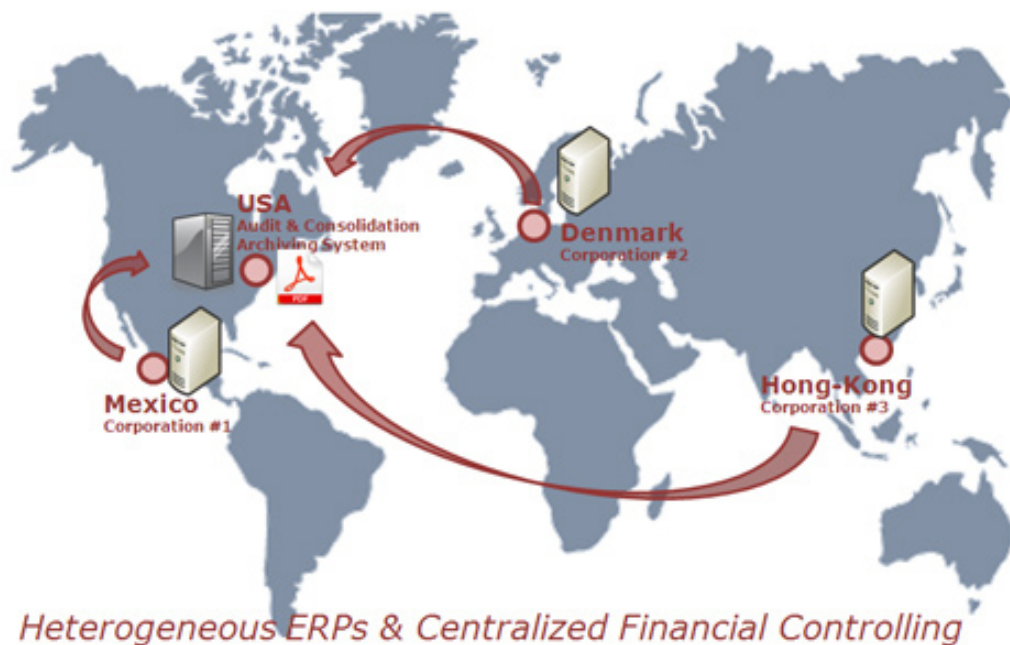 USA
Audit & Consolidation
Archiving System
PDF
Denmark
Corporation #2
Hong-Kong
Corporation #3
Mexico
Corporation #1
Heterogeneous ERPs & Centralized Financial Controlling